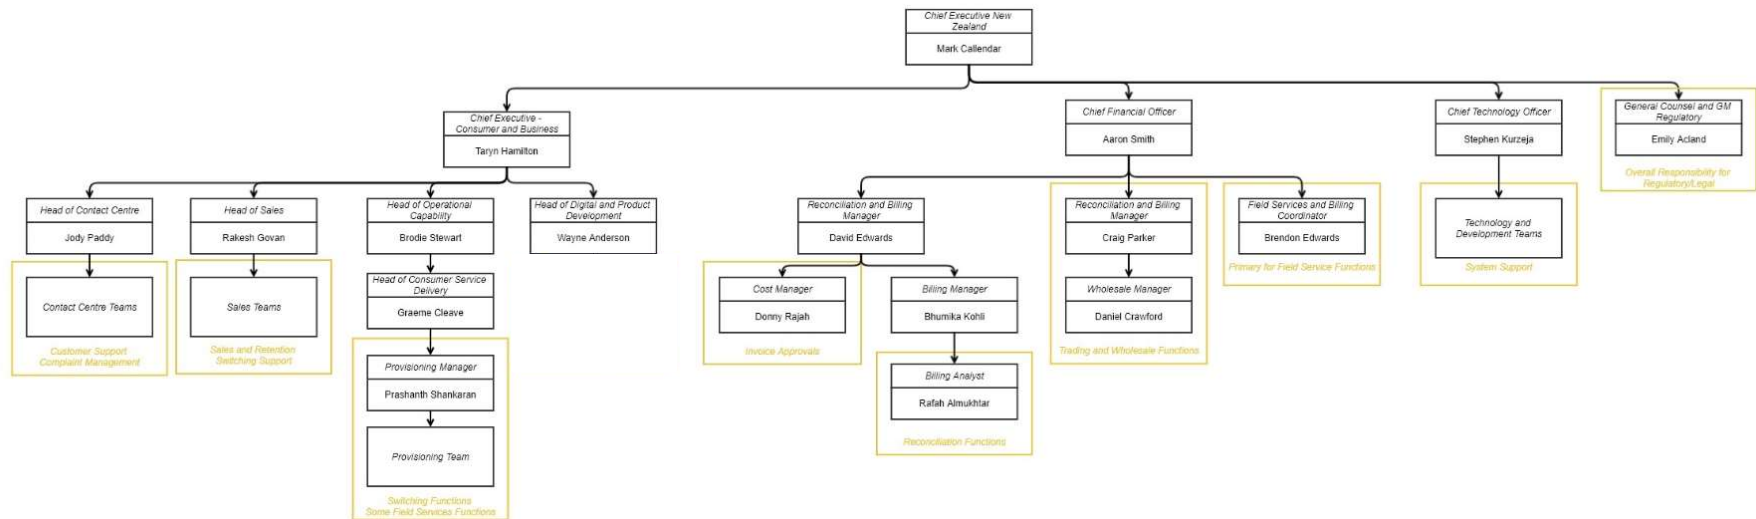 Chief Executive New
Zealand
Mark Callendar
Chief Executive -
Consumer and Business
Taryn Hamilton
Chief Financial Officer
Aaron Smith
Chief Technology Officer
Stephen Kurzeja
General Counsel and GM
Regulatory
Emily Acland
Overall Responsibility for
Regulatory/Legal
Head of Contact Centre
Jody Paddy
Head of Sales
Rakesh Govan
Head of Operational
Capability
Brodie Stewart
Head of Digital and Product
Development
Wayne Anderson
Reconciliation and Billing
Manager
David Edwards
Reconciliation and Billing
Manager
Craig Parker
Field Services and Billing
Coordinator
Brendon Edwards
Primary for Field Service Functions
Technology and
Development Teams
System Support
Contact Centre Teams
Customer Support
Complaint Management
Sales Teams
Sales and Retention
Switching Support
Head of Consumer Service
Delivery
Graeme Cleave
Cost Manager
Donny Rajah
Invoice Approvals
Billing Manager
Bhumika Kohli
Wholesale Manager
Daniel Crawford
Trading and Wholesale Functions
Provisioning Manager
Prashanth Shankaran
Billing Analyst
Rafah Almukhtar
Reconciliation Functions
Provisioning Team
Switching Functions
Some Field Services Functions